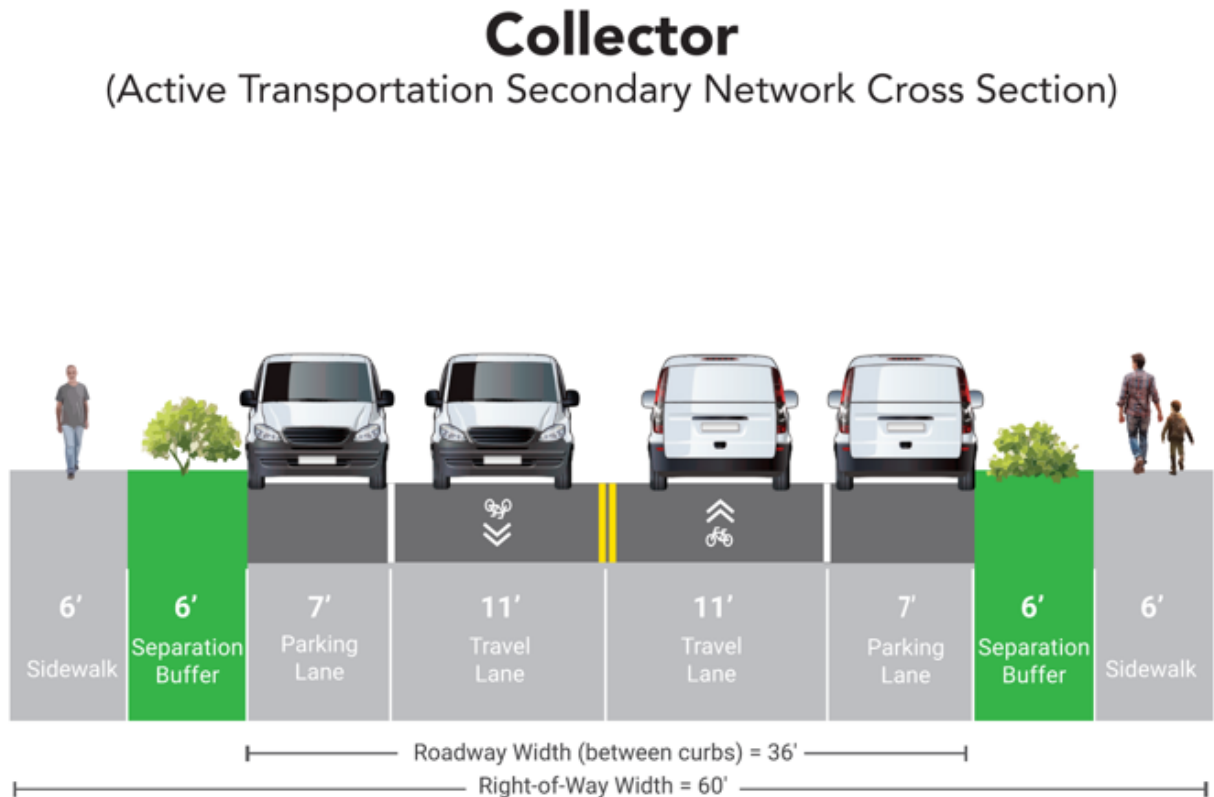 Collector
(Active Transportation Secondary Network Cross Section)
6’
Sidewalk
6’
Separation
Buffer
7’
Parking
Lane
11’
Travel
Lane
11’
Travel
Lane
7’
Parking
Lane
6’
Separation
Buffer
6’
Sidewalk
Roadway Width (between curbs) = 36'
Right-of-Way Width = 60'